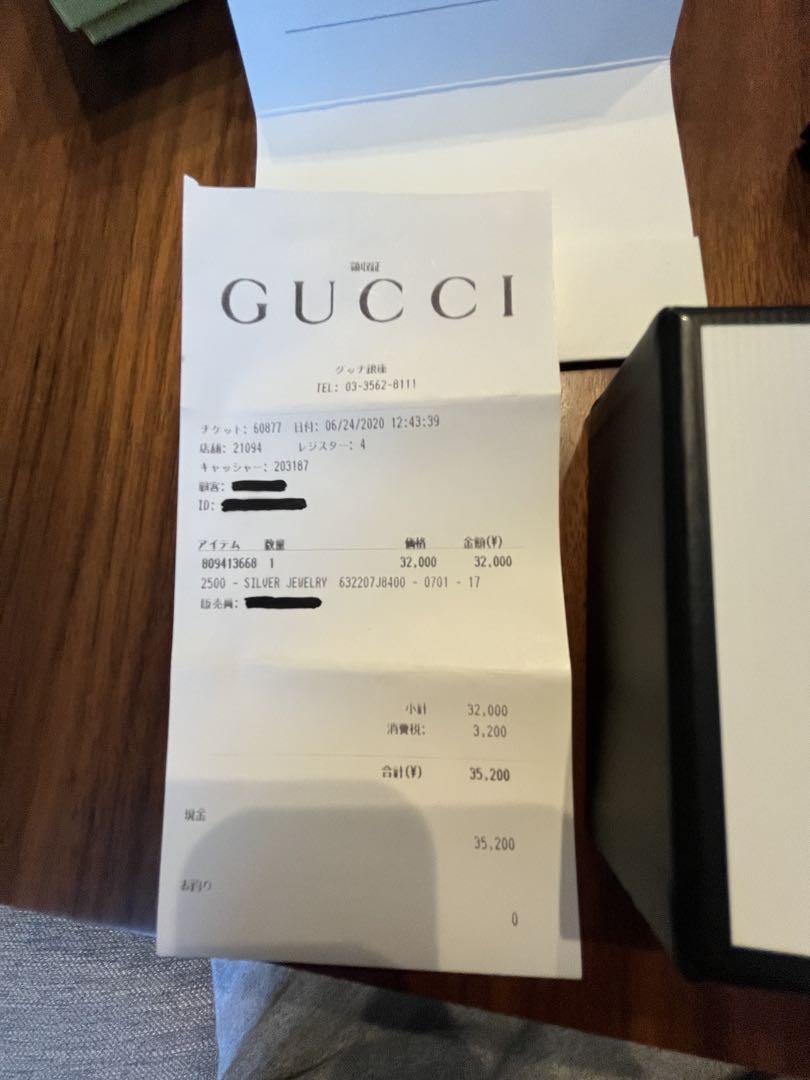 領収証
GUCCI
グッチ銀座
TEL: 03-3562-8111
チケット: 60877 日付: 06/24/2020 12:43:39
店舗: 21094 レジスター: 4
キャッシャー: 203187
顧客:
ID:
アイテム 数量 価格 金額(¥)
809413668 1 32,000 32,000
2500 - SILVER JEWELRY 632207J8400 - 0701 - 17
販売員:
小計 32,000
消費税: 3,200
合計(¥) 35,200
現金
35,200
お釣り
0